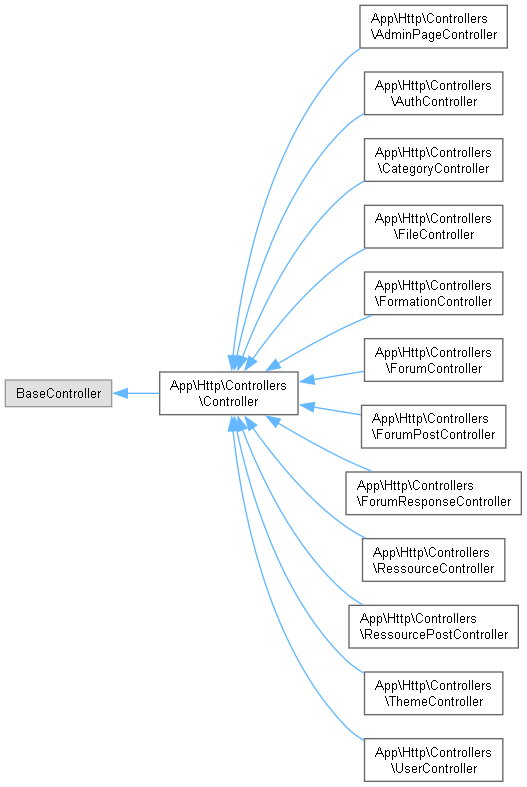 App\Http\Controllers
\AdminPageController
App\Http\Controllers
\AuthController
App\Http\Controllers
\CategoryController
App\Http\Controllers
\FileController
App\Http\Controllers
\FormationController
App\Http\Controllers
\ForumController
BaseController
App\Http\Controllers
\Controller
App\Http\Controllers
\ForumPostController
App\Http\Controllers
\ForumResponseController
App\Http\Controllers
\RessourceController
App\Http\Controllers
\RessourcePostController
App\Http\Controllers
\ThemeController
App\Http\Controllers
\UserController